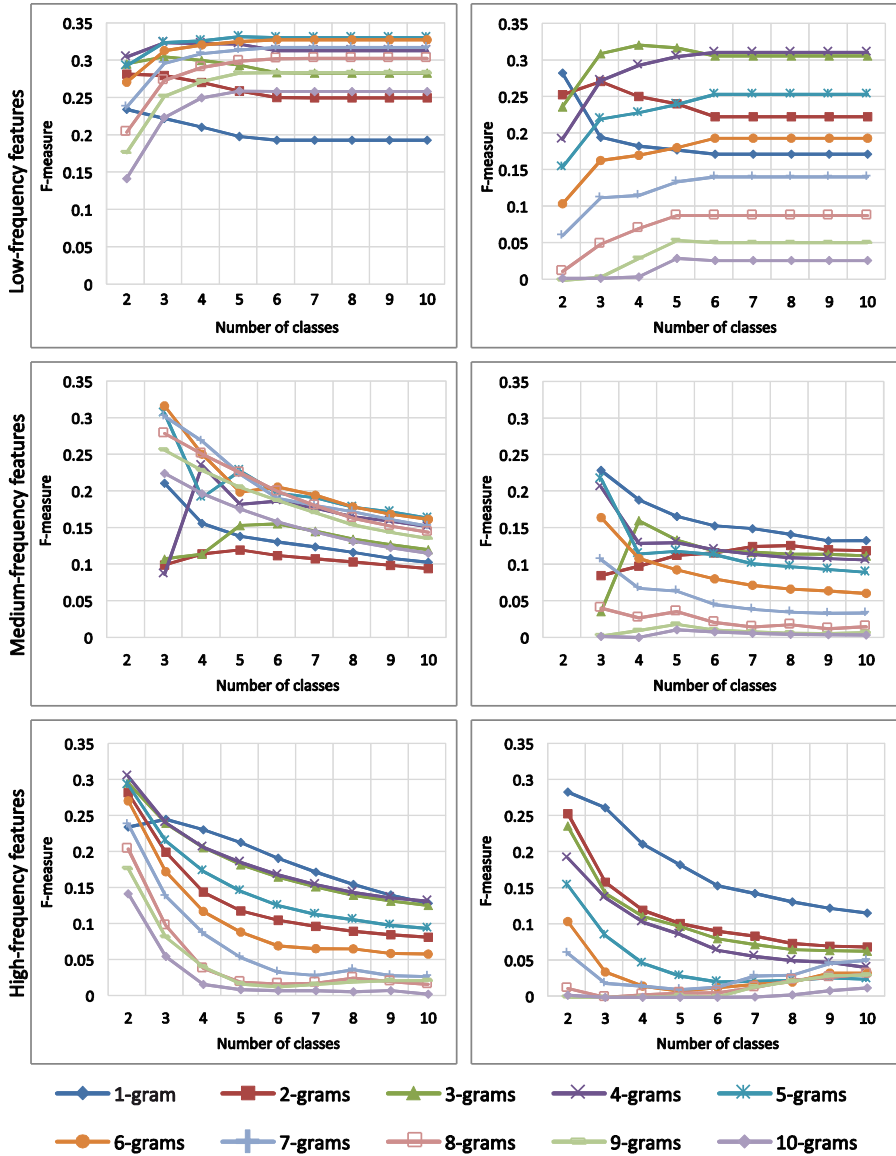 Low-frequency features
F-measure
0.35
0.3
0.25
0.2
0.15
0.1
0.05
0
2 3 4 5 6 7 8 9 10
Number of classes
F-measure
0.35
0.3
0.25
0.2
0.15
0.1
0.05
0
2 3 4 5 6 7 8 9 10
Number of classes
Medium-frequency features
F-measure
0.35
0.3
0.25
0.2
0.15
0.1
0.05
0
2 3 4 5 6 7 8 9 10
Number of classes
F-measure
0.35
0.3
0.25
0.2
0.15
0.1
0.05
0
2 3 4 5 6 7 8 9 10
Number of classes
High-frequency features
F-measure
0.35
0.3
0.25
0.2
0.15
0.1
0.05
0
2 3 4 5 6 7 8 9 10
Number of classes
F-measure
0.35
0.3
0.25
0.2
0.15
0.1
0.05
0
2 3 4 5 6 7 8 9 10
Number of classes
1-gram 2-grams 3-grams 4-grams 5-grams
6-grams 7-grams 8-grams 9-grams 10-grams